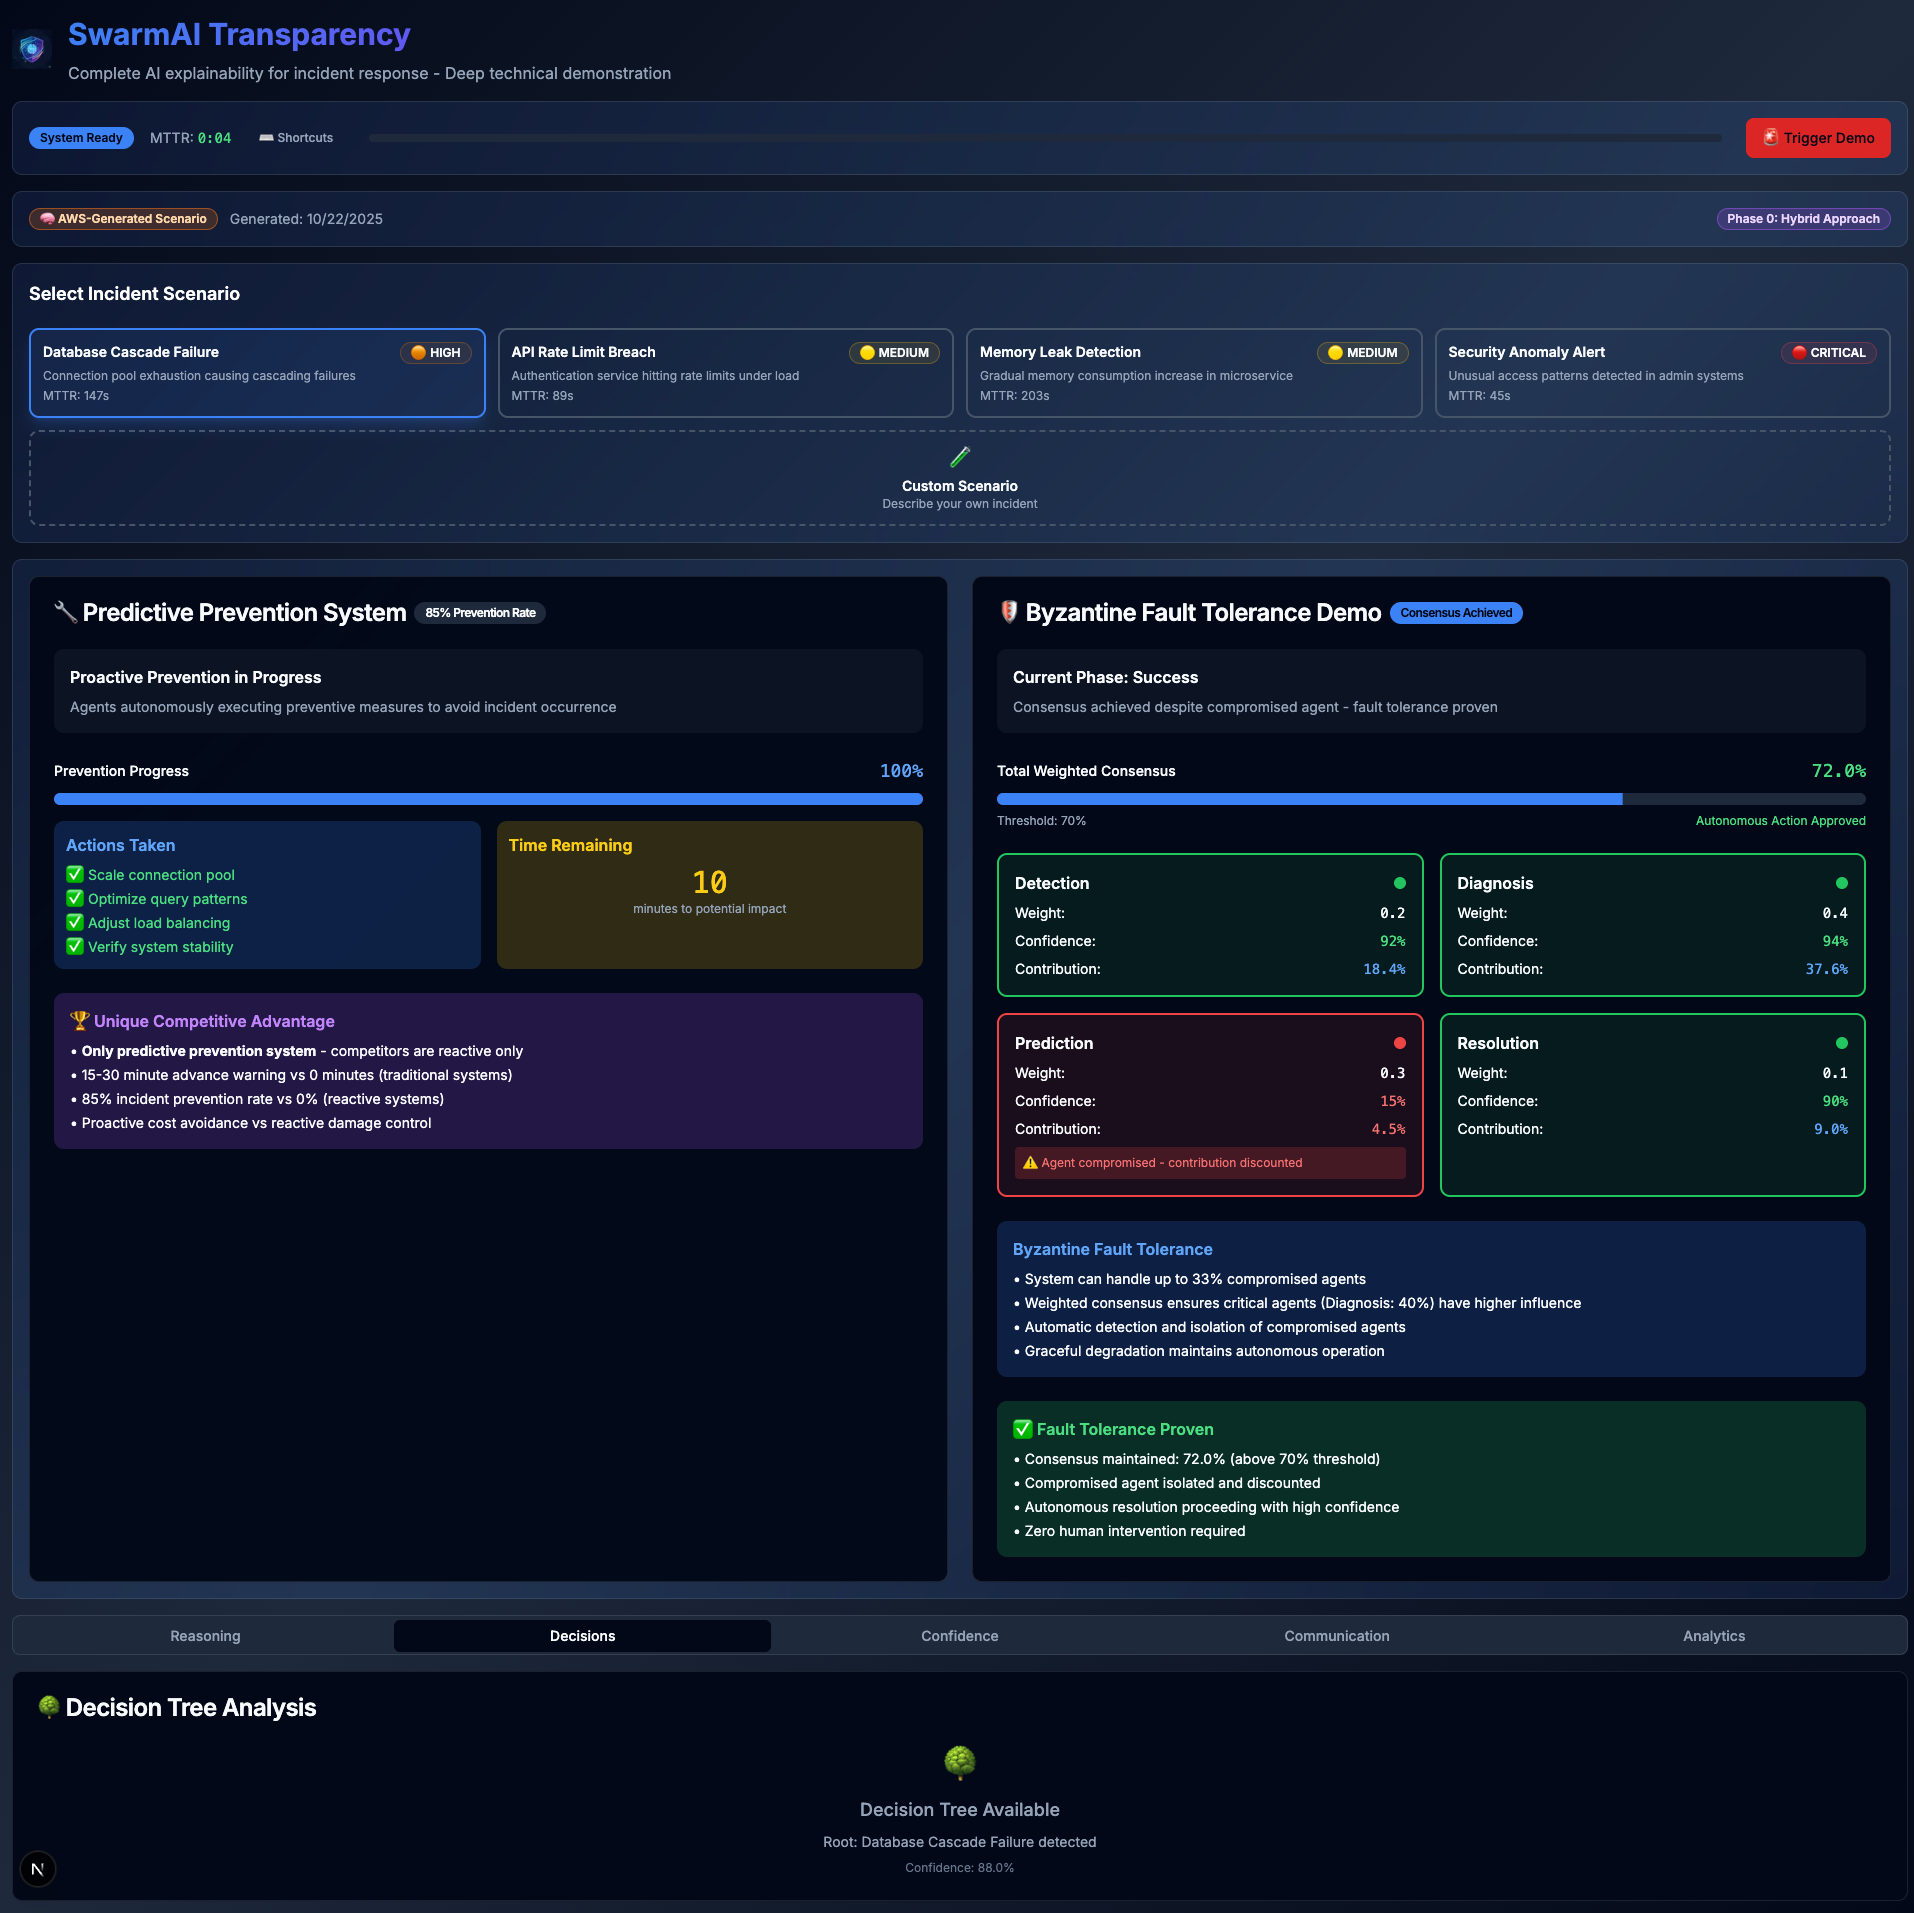 SwarmAI Transparency
Complete AI explainability for incident response - Deep technical demonstration
System Ready
MTTR: 0:04
Shortcuts
Trigger Demo
AWS-Generated Scenario
Generated: 10/22/2025
Phase 0: Hybrid Approach
Select Incident Scenario
Database Cascade Failure
HIGH
Connection pool exhaustion causing cascading failures
MTTR: 147s
API Rate Limit Breach
MEDIUM
Authentication service hitting rate limits under load
MTTR: 89s
Memory Leak Detection
MEDIUM
Gradual memory consumption increase in microservice
MTTR: 203s
Security Anomaly Alert
CRITICAL
Unusual access patterns detected in admin systems
MTTR: 45s
Custom Scenario
Describe your own incident
Predictive Prevention System
85% Prevention Rate
Proactive Prevention in Progress
Agents autonomously executing preventive measures to avoid incident occurrence
Prevention Progress
100%
Actions Taken
✅ Scale connection pool
✅ Optimize query patterns
✅ Adjust load balancing
✅ Verify system stability
Time Remaining
10
minutes to potential impact
Unique Competitive Advantage
• Only predictive prevention system - competitors are reactive only
• 15-30 minute advance warning vs 0 minutes (traditional systems)
• 85% incident prevention rate vs 0% (reactive systems)
• Proactive cost avoidance vs reactive damage control
Byzantine Fault Tolerance Demo
Consensus Achieved
Current Phase: Success
Consensus achieved despite compromised agent - fault tolerance proven
Total Weighted Consensus
72.0%
Threshold: 70%
Autonomous Action Approved
Detection
Weight: 0.2
Confidence: 92%
Contribution: 18.4%
Diagnosis
Weight: 0.4
Confidence: 94%
Contribution: 37.6%
Prediction
Weight: 0.3
Confidence: 15%
Contribution: 4.5%
⚠️ Agent compromised - contribution discounted
Resolution
Weight: 0.1
Confidence: 90%
Contribution: 9.0%
Byzantine Fault Tolerance
• System can handle up to 33% compromised agents
• Weighted consensus ensures critical agents (Diagnosis: 40%) have higher influence
• Automatic detection and isolation of compromised agents
• Graceful degradation maintains autonomous operation
✅ Fault Tolerance Proven
• Consensus maintained: 72.0% (above 70% threshold)
• Compromised agent isolated and discounted
• Autonomous resolution proceeding with high confidence
• Zero human intervention required
Reasoning
Decisions
Confidence
Communication
Analytics
Decision Tree Analysis
Decision Tree Available
Root: Database Cascade Failure detected
Confidence: 88.0%
N